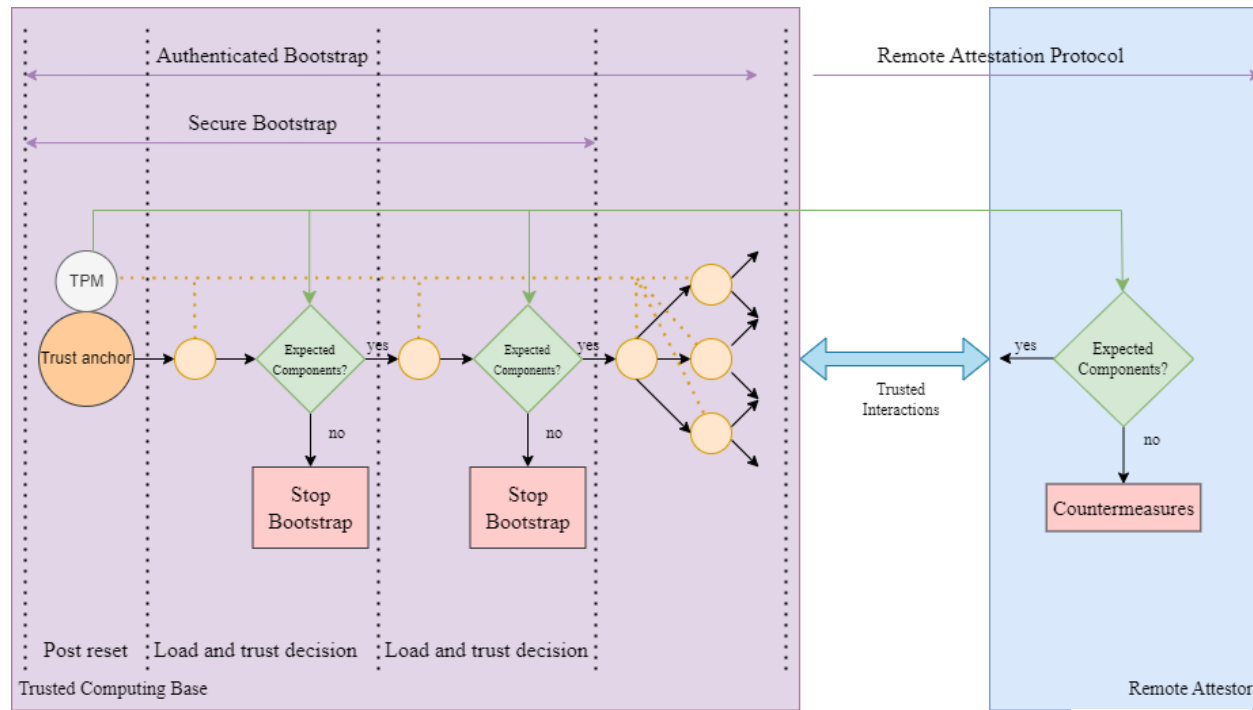 Authenticated Bootstrap
Remote Attestation Protocol
Secure Bootstrap
TPM
Trust anchor
Expected
Components?
yes
no
Stop
Bootstrap
Expected
Components?
yes
no
Stop
Bootstrap
Trusted
Interactions
yes
Expected
Components?
no
Countermeasures
Post reset
Load and trust decision
Load and trust decision
Trusted Computing Base
Remote Attestor